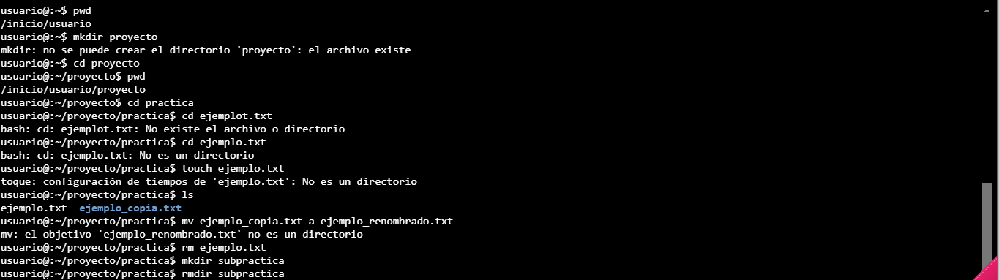 usuario@:~$ pwd
/inicio/usuario
usuario@:~$ mkdir proyecto
mkdir: no se puede crear el directorio 'proyecto': el archivo existe
usuario@:~$ cd proyecto
usuario@:~/proyecto$ pwd
/inicio/usuario/proyecto
usuario@:~/proyecto$ cd practica
usuario@:~/proyecto/practica$ cd ejemplot.txt
bash: cd: ejemplot.txt: No existe el archivo o directorio
usuario@:~/proyecto/practica$ cd ejemplo.txt
bash: cd: ejemplo.txt: No es un directorio
usuario@:~/proyecto/practica$ touch ejemplo.txt
toque: configuración de tiempos de 'ejemplo.txt': No es un directorio
usuario@:~/proyecto/practica$ ls
ejemplo.txt  ejemplo_copia.txt
usuario@:~/proyecto/practica$ mv ejemplo_copia.txt a ejemplo_renombrado.txt
mv: el objetivo 'ejemplo_renombrado.txt' no es un directorio
usuario@:~/proyecto/practica$ rm ejemplo.txt
usuario@:~/proyecto/practica$ mkdir subpractica
usuario@:~/proyecto/practica$ rmdir subpractica